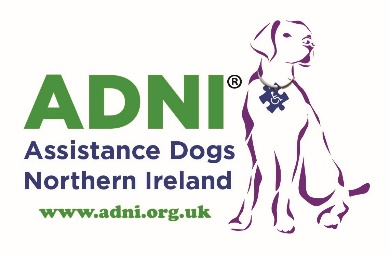 ADNI®
Assistance Dogs
Northern Ireland
www.adni.org.uk